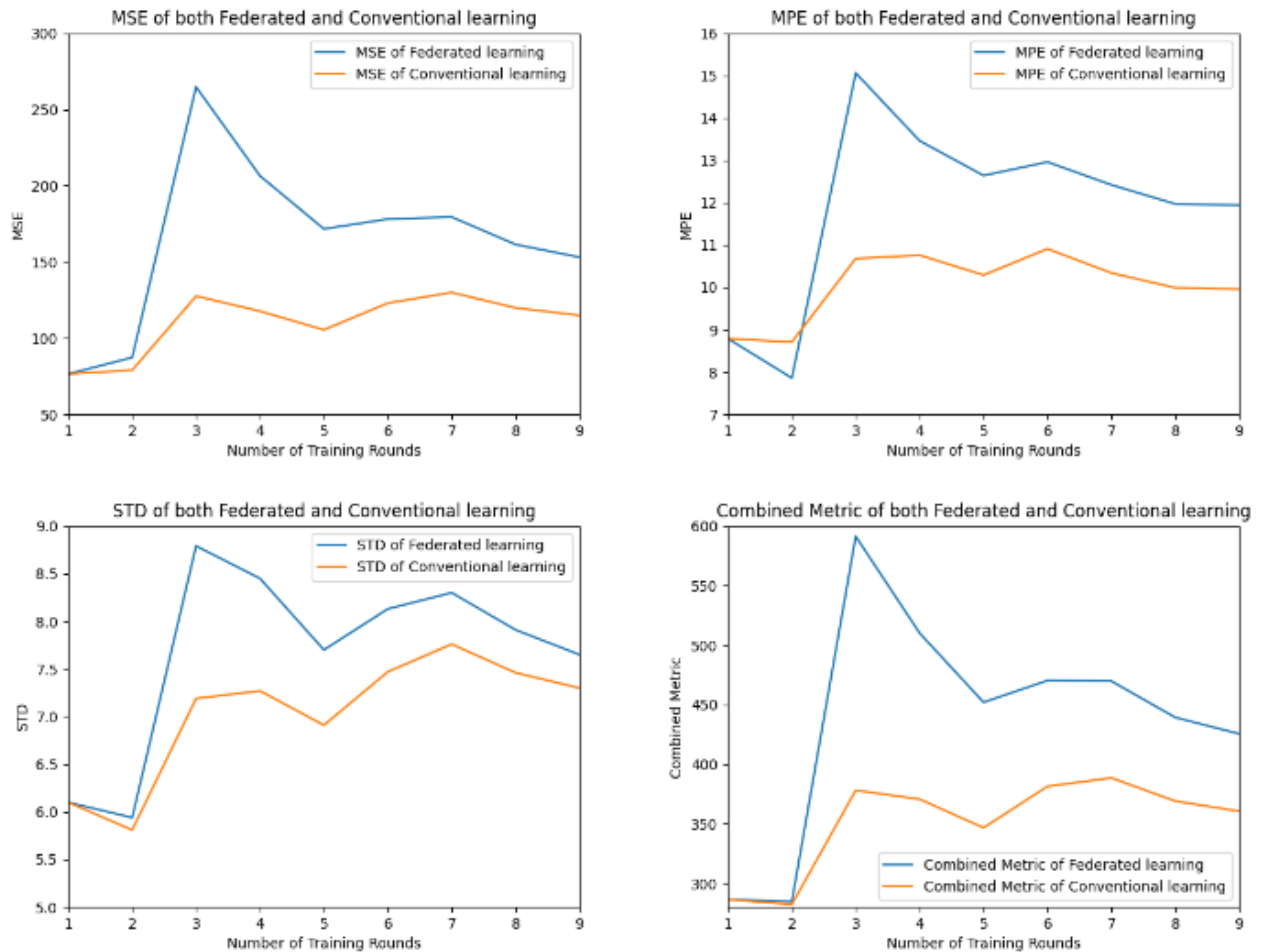 MSE of both Federated and Conventional learning
300
250
200
150
100
50
MSE
MSE of Federated learning
MSE of Conventional learning
1 2 3 4 5 6 7 8 9
Number of Training Rounds
MPE of both Federated and Conventional learning
16
15
14
13
12
11
10
9
8
7
MPE
MPE of Federated learning
MPE of Conventional learning
1 2 3 4 5 6 7 8 9
Number of Training Rounds
STD of both Federated and Conventional learning
9.0
8.5
8.0
7.5
7.0
6.5
6.0
5.5
5.0
STD
STD of Federated learning
STD of Conventional learning
1 2 3 4 5 6 7 8 9
Number of Training Rounds
Combined Metric of both Federated and Conventional learning
600
550
500
450
400
350
300
Combined Metric
Combined Metric of Federated learning
Combined Metric of Conventional learning
1 2 3 4 5 6 7 8 9
Number of Training Rounds